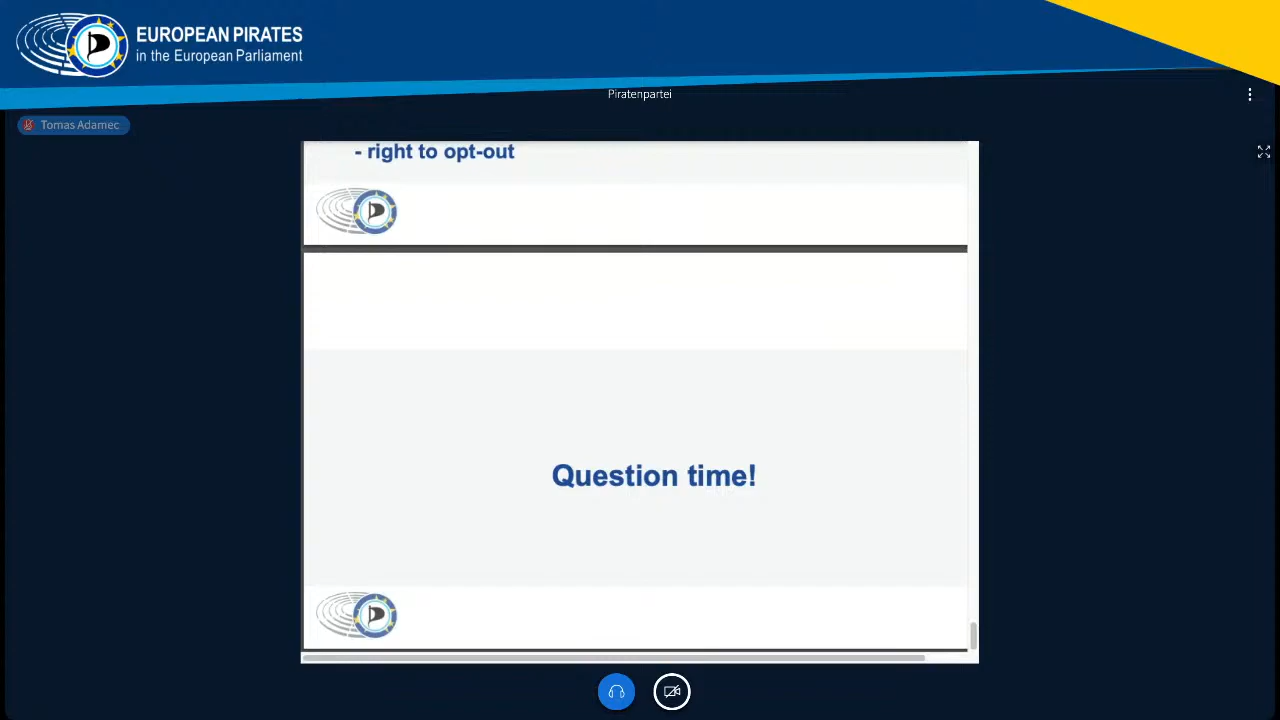 EUROPEAN PIRATES
in the European Parliament
Piratenpartei
Tomas Adamec
- right to opt-out
Question time!